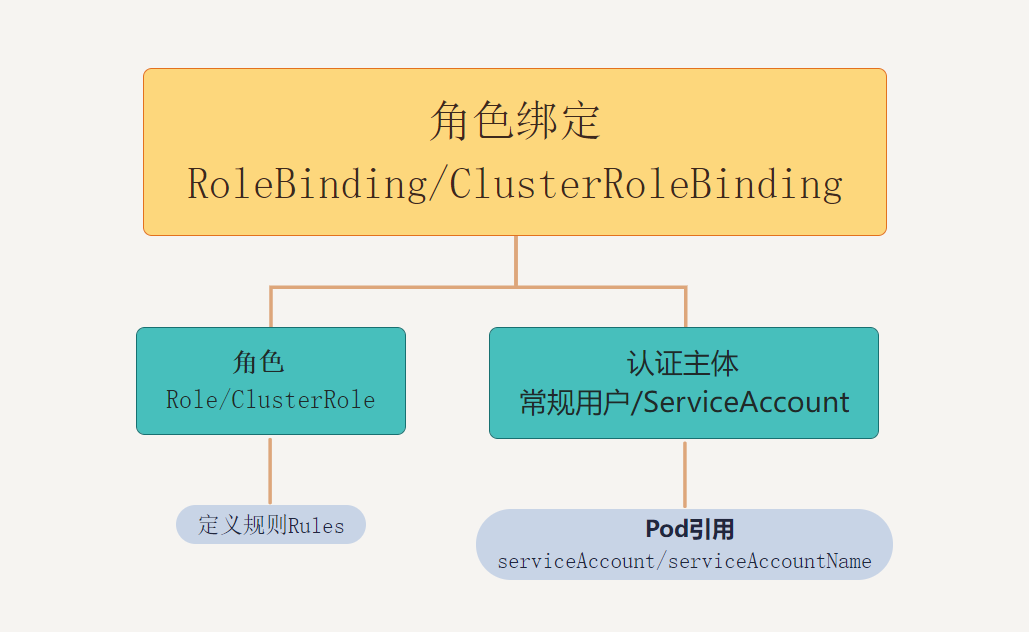 角色绑定
RoleBinding/ClusterRoleBinding
角色
Role/ClusterRole
认证主体
常规用户/ServiceAccount
定义规则Rules
Pod引用
serviceAccount/serviceAccountName